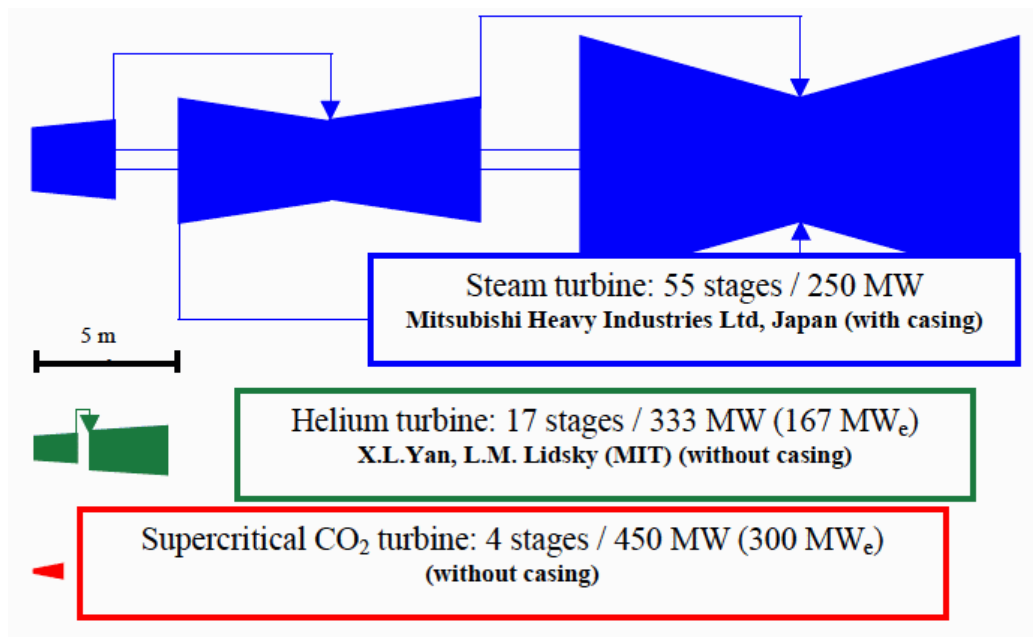 Steam turbine: 55 stages / 250 MW
Mitsubishi Heavy Industries Ltd, Japan (with casing)
5 m
Helium turbine: 17 stages / 333 MW (167 MWₑ)
X.L.Yan, L.M. Lidsky (MIT) (without casing)
Supercritical CO₂ turbine: 4 stages / 450 MW (300 MWₑ)
(without casing)